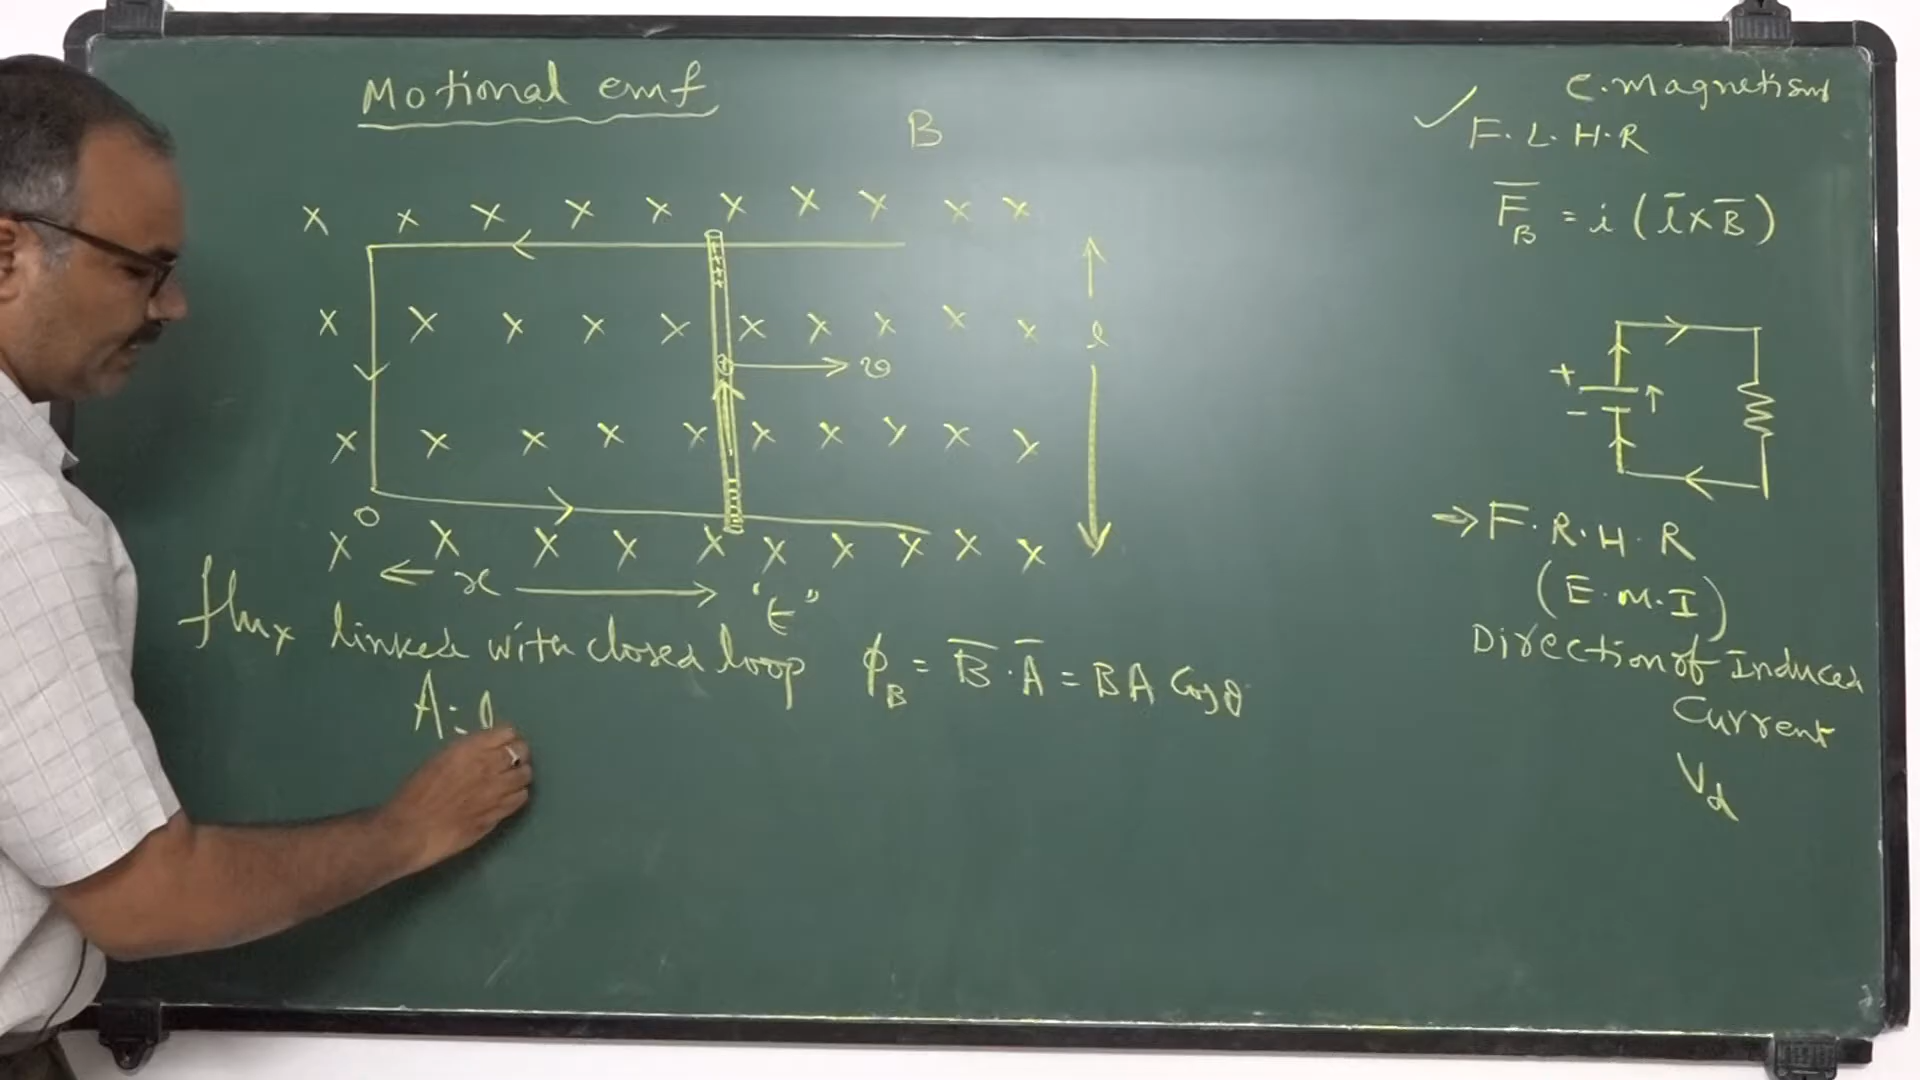 Motional emf
B
x x x x x x x x x x
x x x x x x x x x x
l
v
x x x x x x x x x x
O
x x x x x x x x x x
x "t"
flux linked with closed loop ϕ_B = B̅ . A̅ = BA Cosθ
A = l
C. magnetism
✓ F. L. H. R
F̅_B = i (l̅ × B̅)
+
-
→ F. R. H. R
(E. M. I)
Direction of Induced
Current
V_d